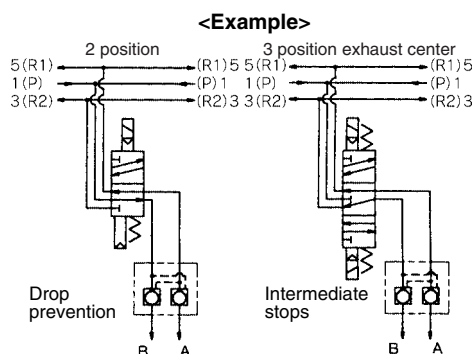 <Example>
2 position
3 position exhaust center
5(R1) (R1)5 5(R1) (R1)5
1(P) (P)1 1(P) (P)1
3(R2) (R2)3 3(R2) (R2)3
Drop
prevention
Intermediate
stops
B A B A